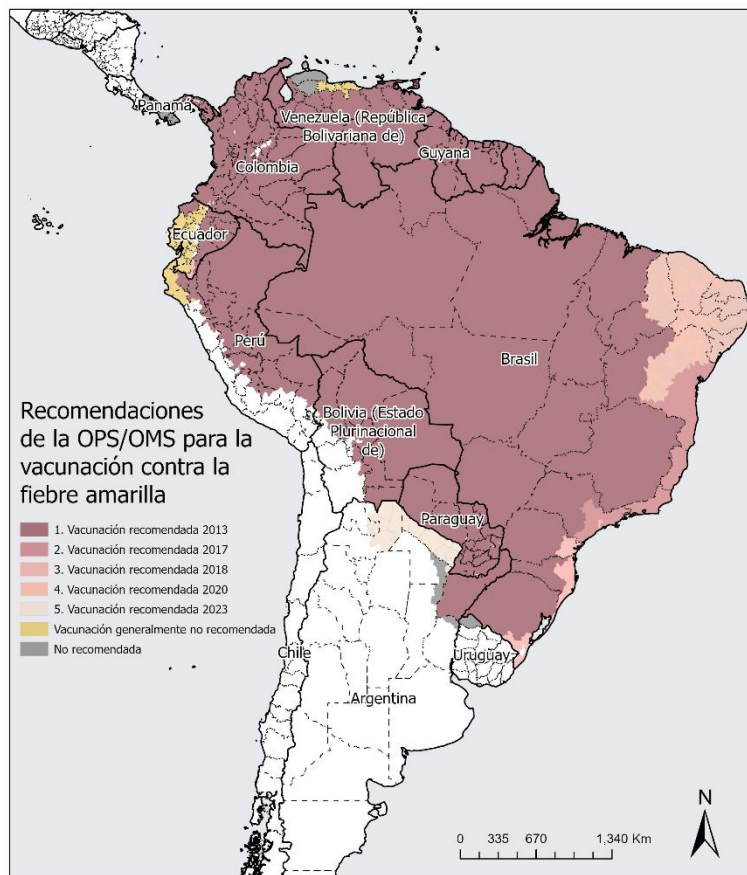 Panamá
Venezuela (República
Bolivariana de)
Guyana
Colombia
Ecuador
Perú
Brasil
Bolivia (Estado
Plurinacional
de)
Paraguay
Chile
Uruguay
Argentina
Recomendaciones
de la OPS/OMS para la
vacunación contra la
fiebre amarilla
1. Vacunación recomendada 2013
2. Vacunación recomendada 2017
3. Vacunación recomendada 2018
4. Vacunación recomendada 2020
5. Vacunación recomendada 2023
Vacunación generalmente no recomendada
No recomendada
N
0 335 670 1,340 Km